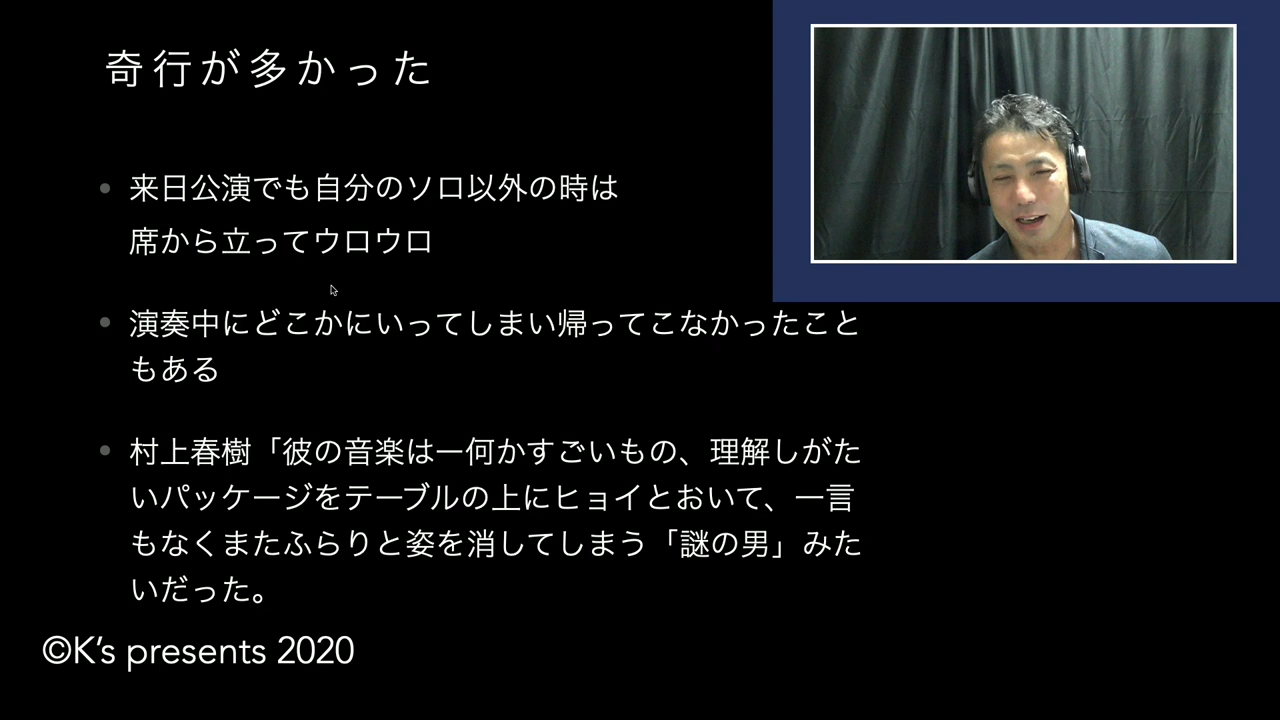 奇行が多かった
来日公演でも自分のソロ以外の時は
席から立ってウロウロ
演奏中にどこかにいってしまい帰ってこなかったこと
もある
村上春樹「彼の音楽は一何かすごいもの、理解しがた
いパッケージをテーブルの上にヒョイとおいて、一言
もなくまたふらりと姿を消してしまう「謎の男」みた
いだった。
©K's presents 2020